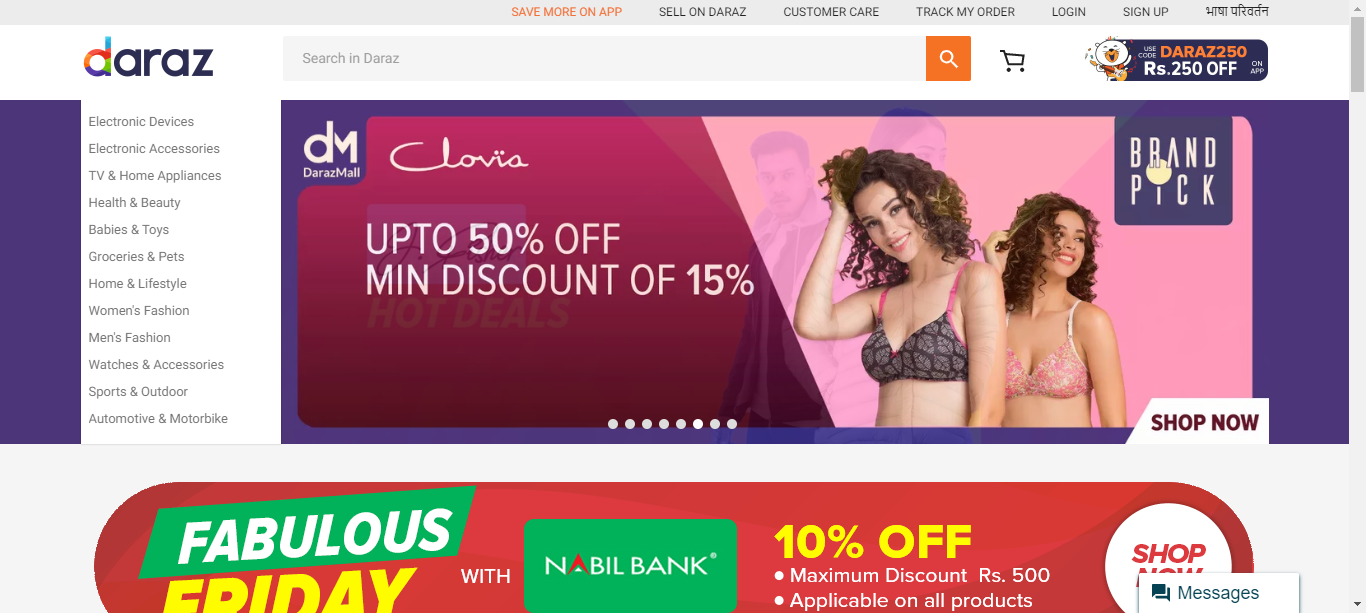 SAVE MORE ON APP
SELL ON DARAZ
CUSTOMER CARE
TRACK MY ORDER
LOGIN
SIGN UP
भाषा परिवर्तन
daraz
Search in Daraz
USE CODE DARAZ250
Rs.250 OFF ON APP
Electronic Devices
Electronic Accessories
TV & Home Appliances
Health & Beauty
Babies & Toys
Groceries & Pets
Home & Lifestyle
Women's Fashion
Men's Fashion
Watches & Accessories
Sports & Outdoor
Automotive & Motorbike
dM
DarazMall
Clovia
UPTO 50% OFF
MIN DISCOUNT OF 15%
HOT DEALS
BRAND
PICK
SHOP NOW
FABULOUS
FRIDAY
WITH
NABIL BANK
10% OFF
• Maximum Discount Rs. 500
• Applicable on all products
SHOP
NOW
Messages